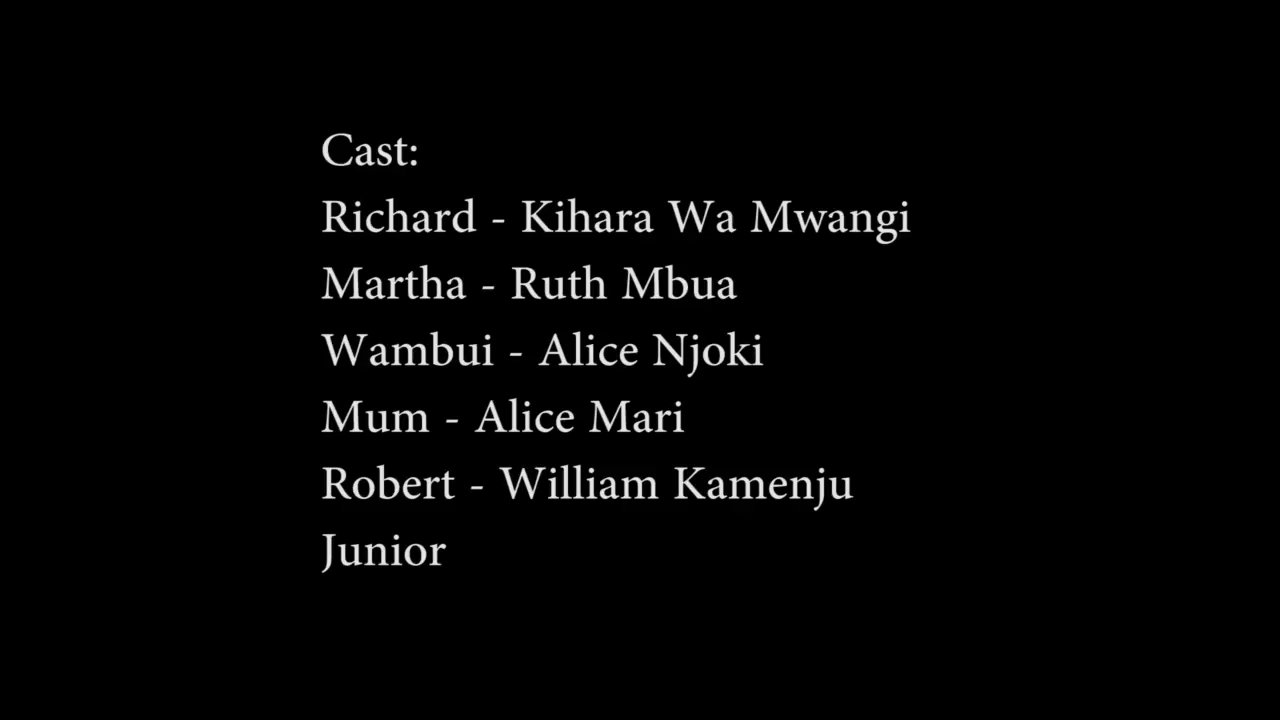 Cast:
Richard - Kihara Wa Mwangi
Martha - Ruth Mbua
Wambui - Alice Njoki
Mum - Alice Mari
Robert - William Kamenju
Junior